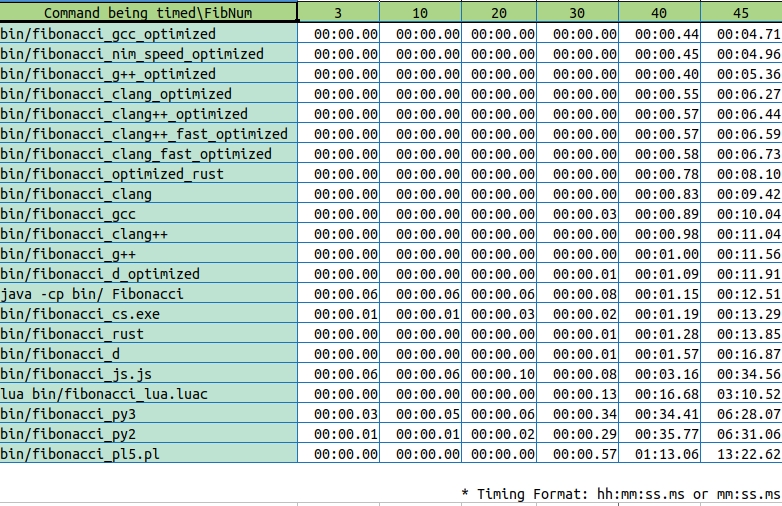 Command being timed\FibNum 3 10 20 30 40 45
bin/fibonacci_gcc_optimized 00:00.00 00:00.00 00:00.00 00:00.00 00:00.44 00:04.71
bin/fibonacci_nim_speed_optimized 00:00.00 00:00.00 00:00.00 00:00.00 00:00.45 00:04.96
bin/fibonacci_g++_optimized 00:00.00 00:00.00 00:00.00 00:00.00 00:00.40 00:05.36
bin/fibonacci_clang_optimized 00:00.00 00:00.00 00:00.00 00:00.00 00:00.55 00:06.27
bin/fibonacci_clang++_optimized 00:00.00 00:00.00 00:00.00 00:00.00 00:00.57 00:06.44
bin/fibonacci_clang++_fast_optimized 00:00.00 00:00.00 00:00.00 00:00.00 00:00.57 00:06.59
bin/fibonacci_clang_fast_optimized 00:00.00 00:00.00 00:00.00 00:00.00 00:00.58 00:06.73
bin/fibonacci_optimized_rust 00:00.00 00:00.00 00:00.00 00:00.00 00:00.78 00:08.10
bin/fibonacci_clang 00:00.00 00:00.00 00:00.00 00:00.00 00:00.83 00:09.42
bin/fibonacci_gcc 00:00.00 00:00.00 00:00.00 00:00.03 00:00.89 00:10.04
bin/fibonacci_clang++ 00:00.00 00:00.00 00:00.00 00:00.00 00:00.98 00:11.04
bin/fibonacci_g++ 00:00.00 00:00.00 00:00.00 00:00.00 00:01.00 00:11.56
bin/fibonacci_d_optimized 00:00.00 00:00.00 00:00.00 00:00.01 00:01.09 00:11.91
java -cp bin/ Fibonacci 00:00.06 00:00.06 00:00.06 00:00.08 00:01.15 00:12.51
bin/fibonacci_cs.exe 00:00.01 00:00.01 00:00.03 00:00.02 00:01.19 00:13.29
bin/fibonacci_rust 00:00.00 00:00.00 00:00.00 00:00.01 00:01.28 00:13.85
bin/fibonacci_d 00:00.00 00:00.00 00:00.00 00:00.01 00:01.57 00:16.87
bin/fibonacci_js.js 00:00.06 00:00.06 00:00.10 00:00.08 00:03.16 00:34.56
lua bin/fibonacci_lua.luac 00:00.00 00:00.00 00:00.00 00:00.13 00:16.68 03:10.52
bin/fibonacci_py3 00:00.03 00:00.05 00:00.06 00:00.34 00:34.41 06:28.07
bin/fibonacci_py2 00:00.01 00:00.01 00:00.02 00:00.29 00:35.77 06:31.06
bin/fibonacci_pl5.pl 00:00.00 00:00.00 00:00.00 00:00.57 01:13.06 13:22.62
* Timing Format: hh:mm:ss.ms or mm:ss.ms